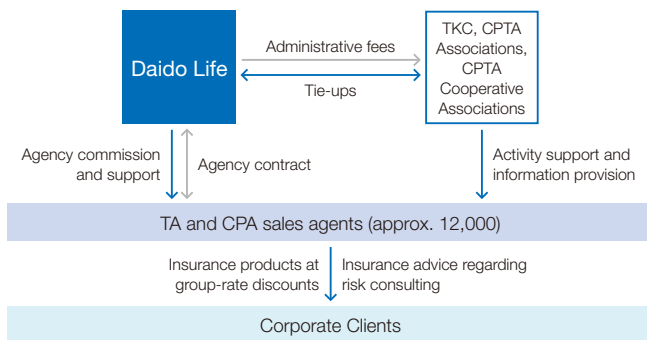 Daido Life
Administrative fees
Tie-ups
TKC, CPTA
Associations,
CPTA
Cooperative
Associations
Agency commission
and support
Agency contract
Activity support and
information provision
TA and CPA sales agents (approx. 12,000)
Insurance products at
group-rate discounts
Insurance advice regarding
risk consulting
Corporate Clients